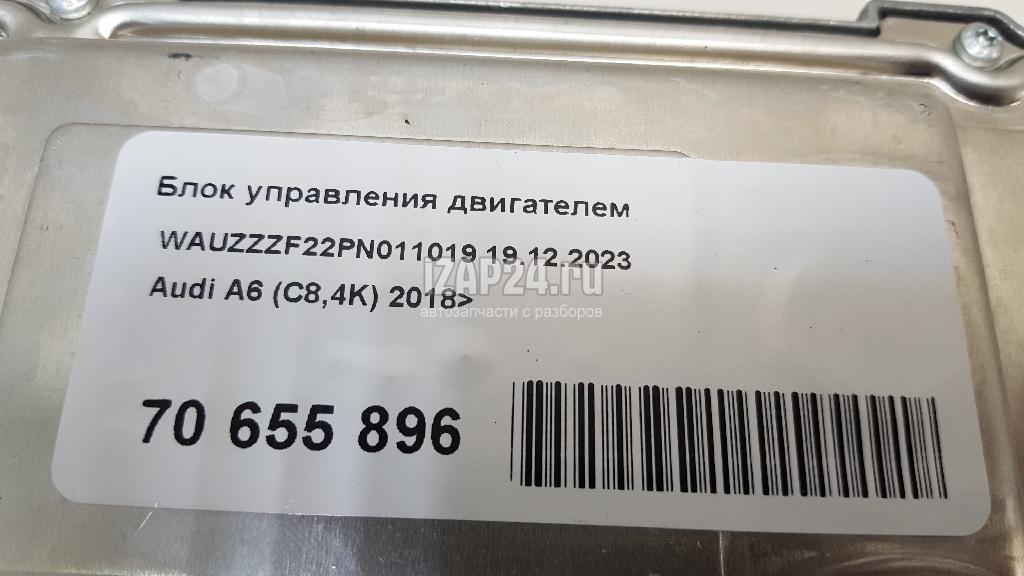 Блок управления двигателем
WAUZZZF22PN011019 19.12.2023
IZAP24.ru
Audi A6 (C8,4K) 2018>
автозапчасти с разборов
70 655 896